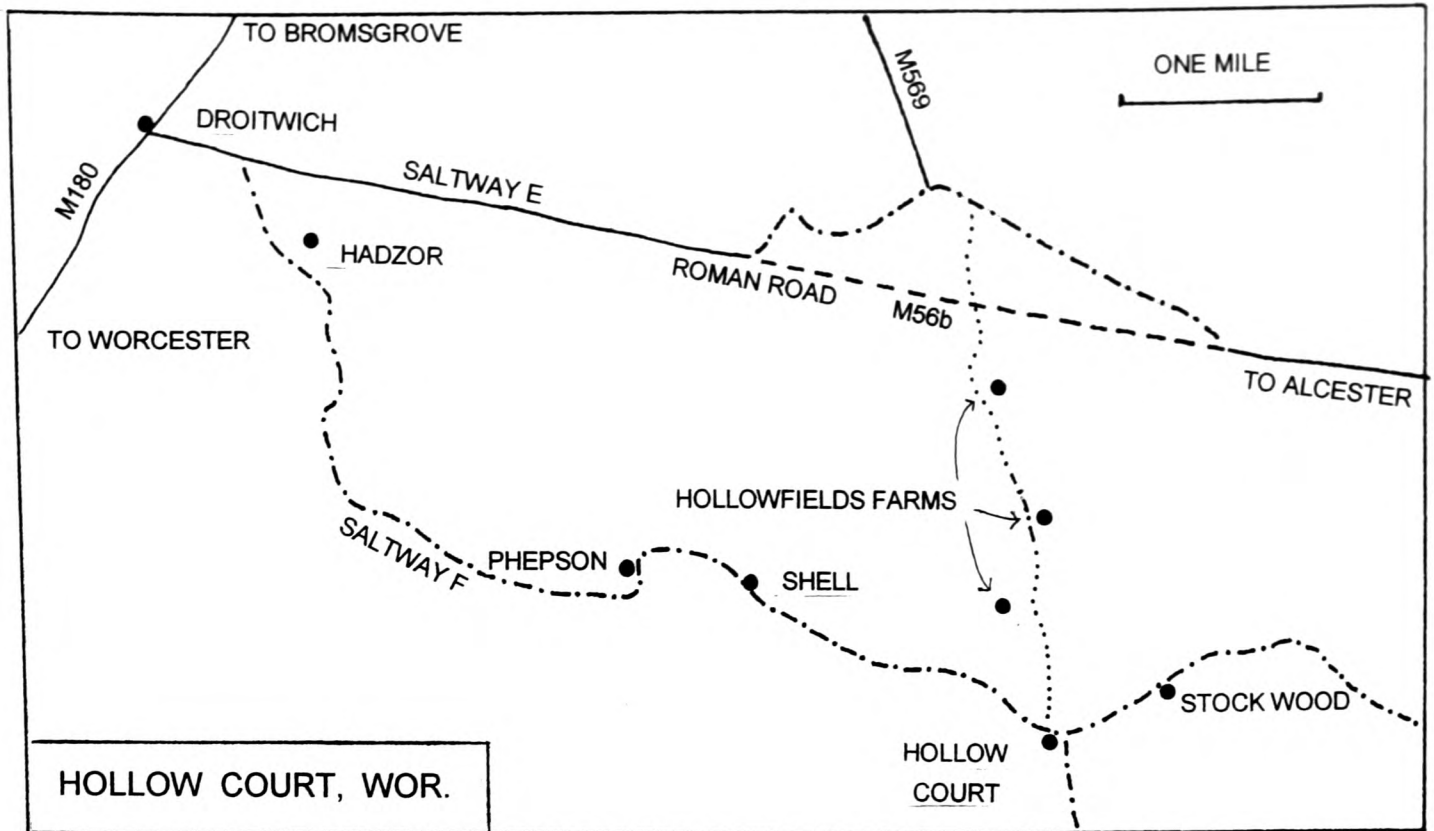 TO BROMSGROVE
M569
ONE MILE
DROITWICH
M180
SALTWAY E
HADZOR
ROMAN ROAD
M56b
TO WORCESTER
TO ALCESTER
HOLLOWFIELDS FARMS
SALTWAY F
PHEPSON
SHELL
STOCK WOOD
HOLLOW
COURT
HOLLOW COURT, WOR.